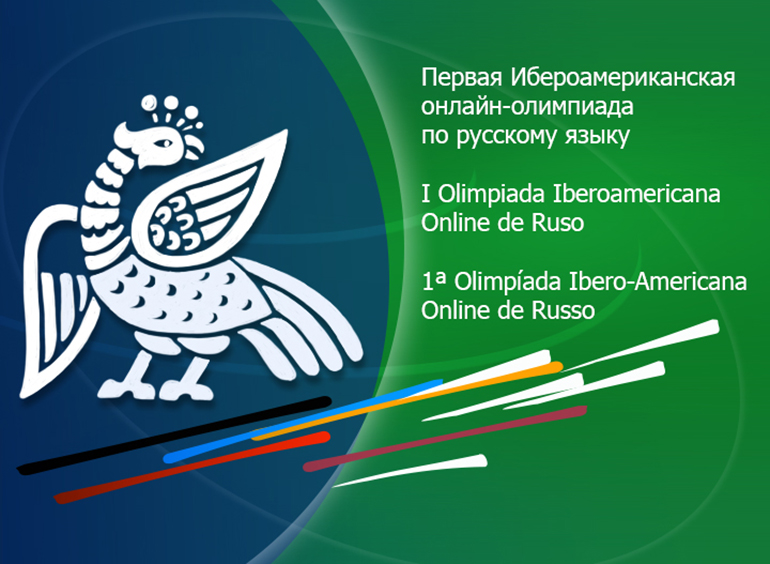 Первая Ибероамериканская
онлайн-олимпиада
по русскому языку
I Olimpiada Iberoamericana
Online de Ruso
1ª Olimpíada Ibero-Americana
Online de Russo